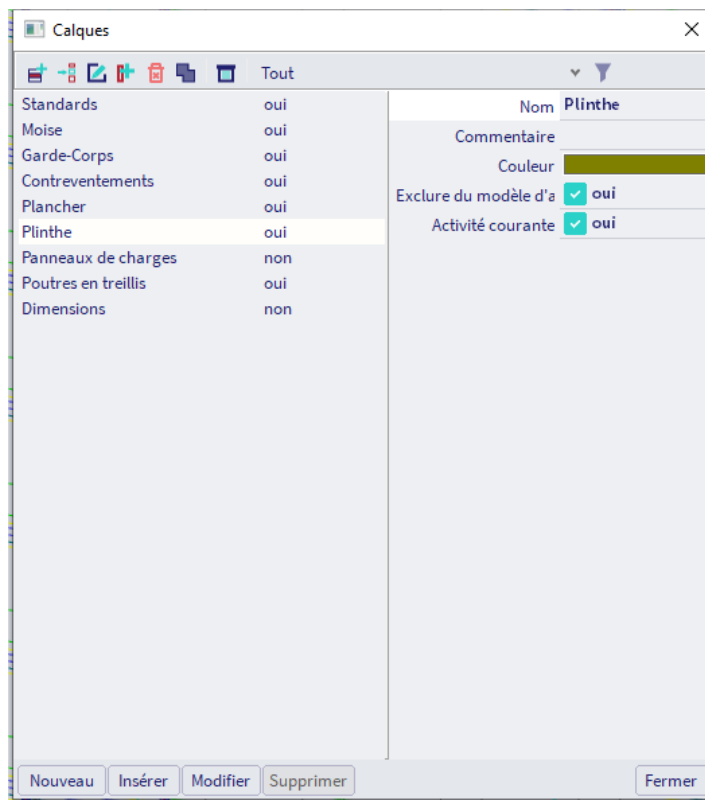 Calques
Tout
Standards oui
Moise oui
Garde-Corps oui
Contreventements oui
Plancher oui
Plinthe oui
Panneaux de charges non
Poutres en treillis oui
Dimensions non
Nom Plinthe
Commentaire
Couleur
Exclure du modèle d'a oui
Activité courante oui
Nouveau Insérer Modifier Supprimer Fermer